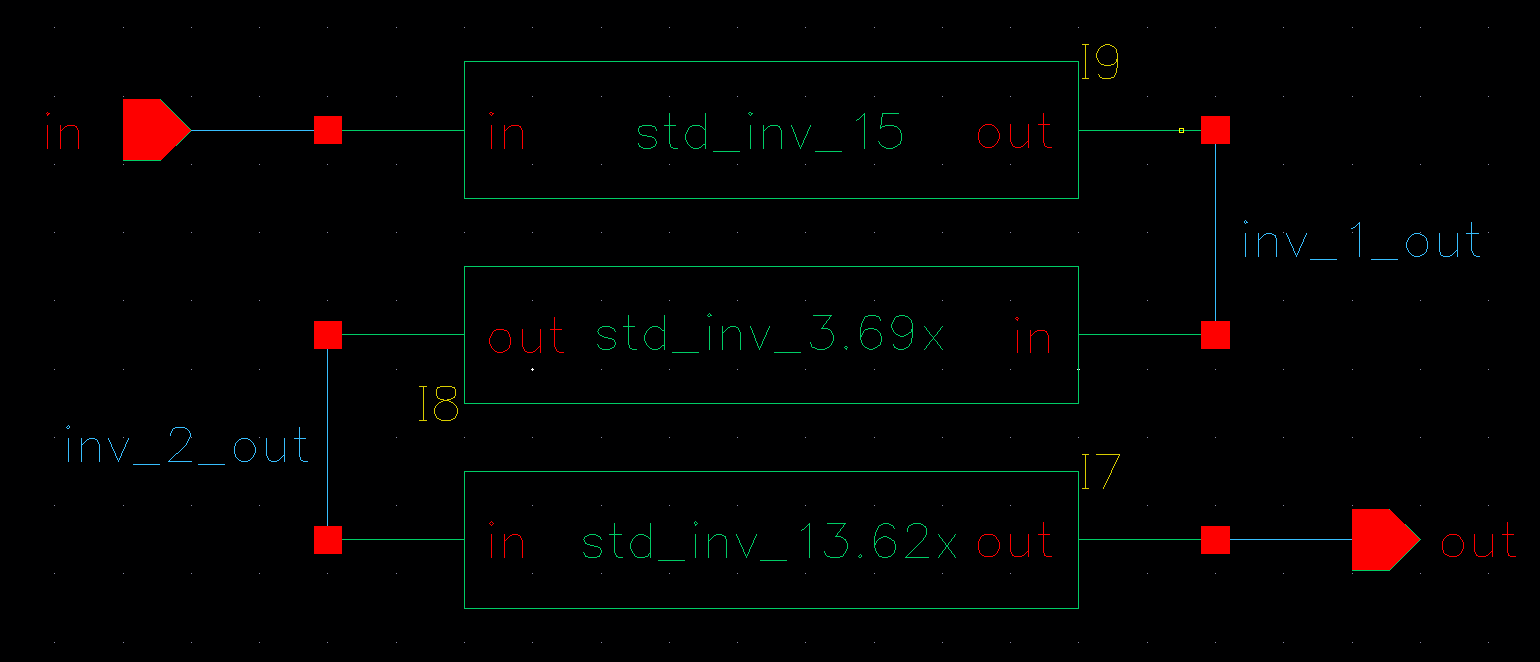 I9
in in std_inv_15 out
inv_1_out
out std_inv_3.69x in
I8
inv_2_out
I7
in std_inv_13.62x out out